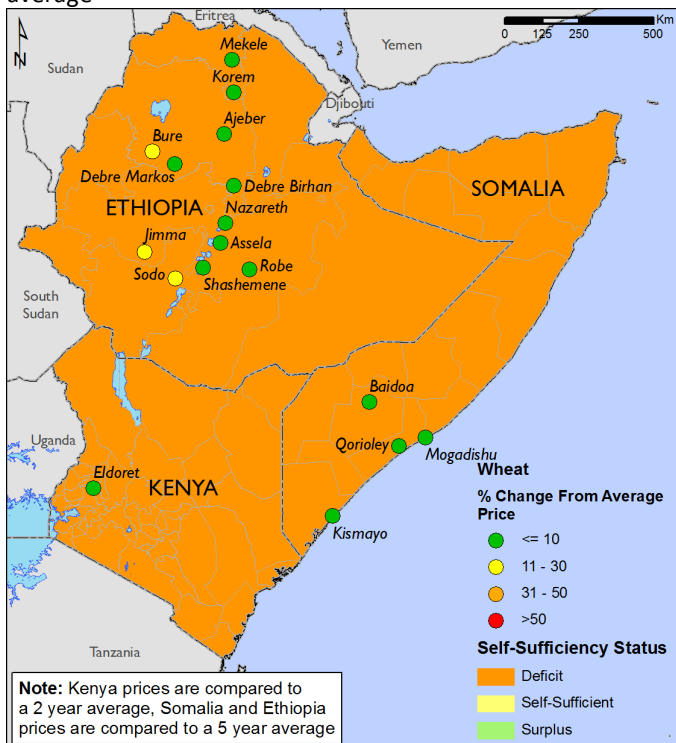 average
Eritrea
Km
0 125 250 500
N
Yemen
Mekele
Sudan
Korem
Djibouti
Ajeber
Bure
Debre Markos
Debre Birhan
SOMALIA
ETHIOPIA
Nazareth
Jimma
Assela
Sodo
Robe
Shashemene
South
Sudan
Baidoa
Uganda
Qorioley
Mogadishu
Eldoret
KENYA
Kismayo
Wheat
% Change From Average
Price
<= 10
11 - 30
31 - 50
>50
Self-Sufficiency Status
Deficit
Self-Sufficient
Surplus
Tanzania
Note: Kenya prices are compared to
a 2 year average, Somalia and Ethiopia
prices are compared to a 5 year average